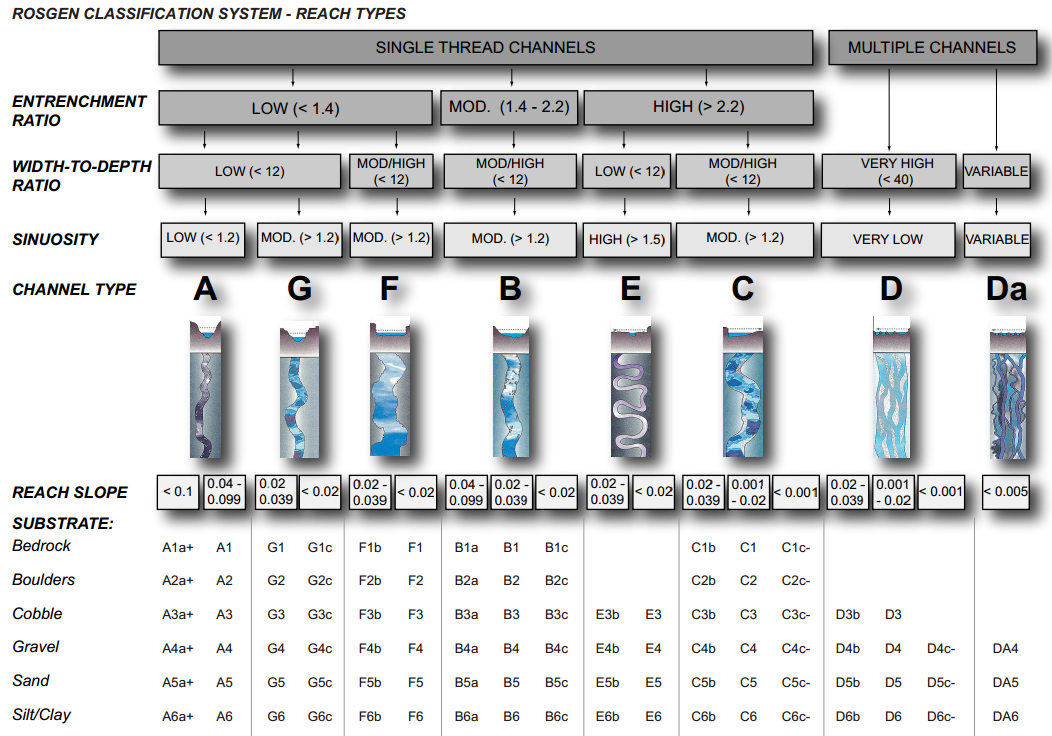 ROSGEN CLASSIFICATION SYSTEM - REACH TYPES
SINGLE THREAD CHANNELS
MULTIPLE CHANNELS
ENTRENCHMENT
RATIO
LOW (< 1.4)
MOD. (1.4 - 2.2)
HIGH (> 2.2)
WIDTH-TO-DEPTH
RATIO
LOW (< 12)
MOD/HIGH
(< 12)
MOD/HIGH
(< 12)
LOW (< 12)
MOD/HIGH
(< 12)
VERY HIGH
(< 40)
VARIABLE
SINUOSITY
LOW (< 1.2)
MOD. (> 1.2)
MOD. (> 1.2)
MOD. (> 1.2)
HIGH (> 1.5)
MOD. (> 1.2)
VERY LOW
VARIABLE
CHANNEL TYPE
A G F B E C D Da
REACH SLOPE
< 0.1
0.04 -
0.099
0.02
0.039
< 0.02
0.02 -
0.039
< 0.02
0.04 -
0.099
0.02 -
0.039
< 0.02
0.02 -
0.039
< 0.02
0.02 -
0.039
0.001
- 0.02
< 0.001
0.02 -
0.039
0.001
- 0.02
< 0.001
< 0.005
SUBSTRATE:
Bedrock A1a+ A1 G1 G1c F1b F1 B1a B1 B1c C1b C1 C1c-
Boulders A2a+ A2 G2 G2c F2b F2 B2a B2 B2c C2b C2 C2c-
Cobble A3a+ A3 G3 G3c F3b F3 B3a B3 B3c E3b E3 C3b C3 C3c- D3b D3
Gravel A4a+ A4 G4 G4c F4b F4 B4a B4 B4c E4b E4 C4b C4 C4c- D4b D4 D4c- DA4
Sand A5a+ A5 G5 G5c F5b F5 B5a B5 B5c E5b E5 C5b C5 C5c- D5b D5 D5c- DA5
Silt/Clay A6a+ A6 G6 G6c F6b F6 B6a B6 B6c E6b E6 C6b C6 C6c- D6b D6 D6c- DA6